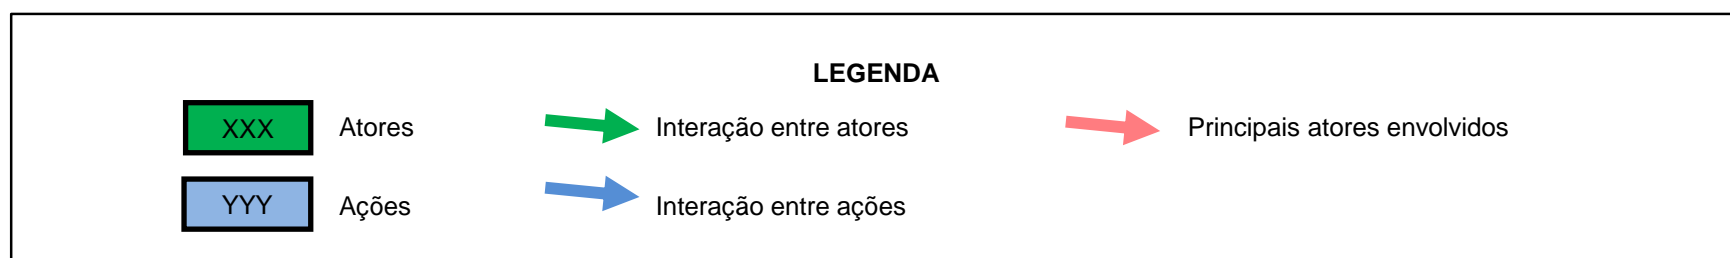 LEGENDA
XXX Atores Interação entre atores Principais atores envolvidos
YYY Ações Interação entre ações